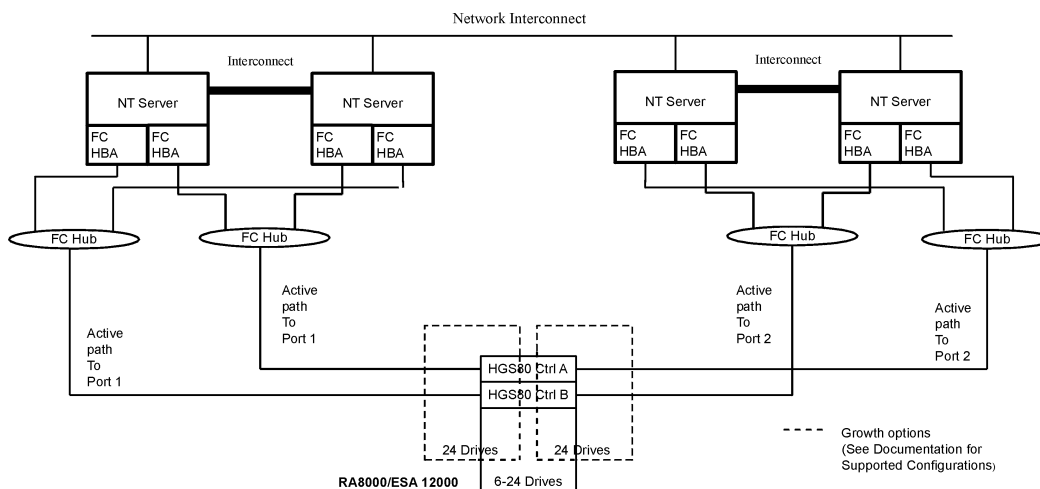 Network Interconnect
Interconnect
Interconnect
NT Server
NT Server
NT Server
NT Server
FC
HBA
FC
HBA
FC
HBA
FC
HBA
FC
HBA
FC
HBA
FC
HBA
FC
HBA
FC Hub
FC Hub
FC Hub
FC Hub
Active
path
To
Port 1
Active
path
To
Port 1
Active
path
To
Port 2
Active
path
To
Port 2
HGS80 Ctrl A
HGS80 Ctrl B
24 Drives
24 Drives
RA8000/ESA 12000
6-24 Drives
Growth options
(See Documentation for
Supported Configurations)